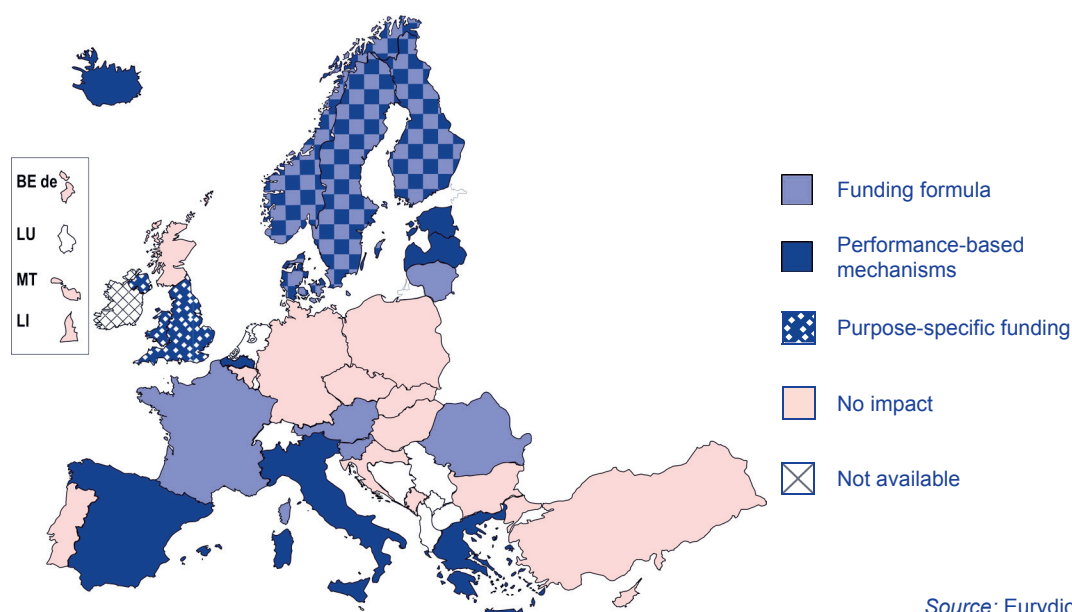 BE de
LU
MT
LI
Funding formula
Performance-based
mechanisms
Purpose-specific funding
No impact
Not available
Source: Eurydic